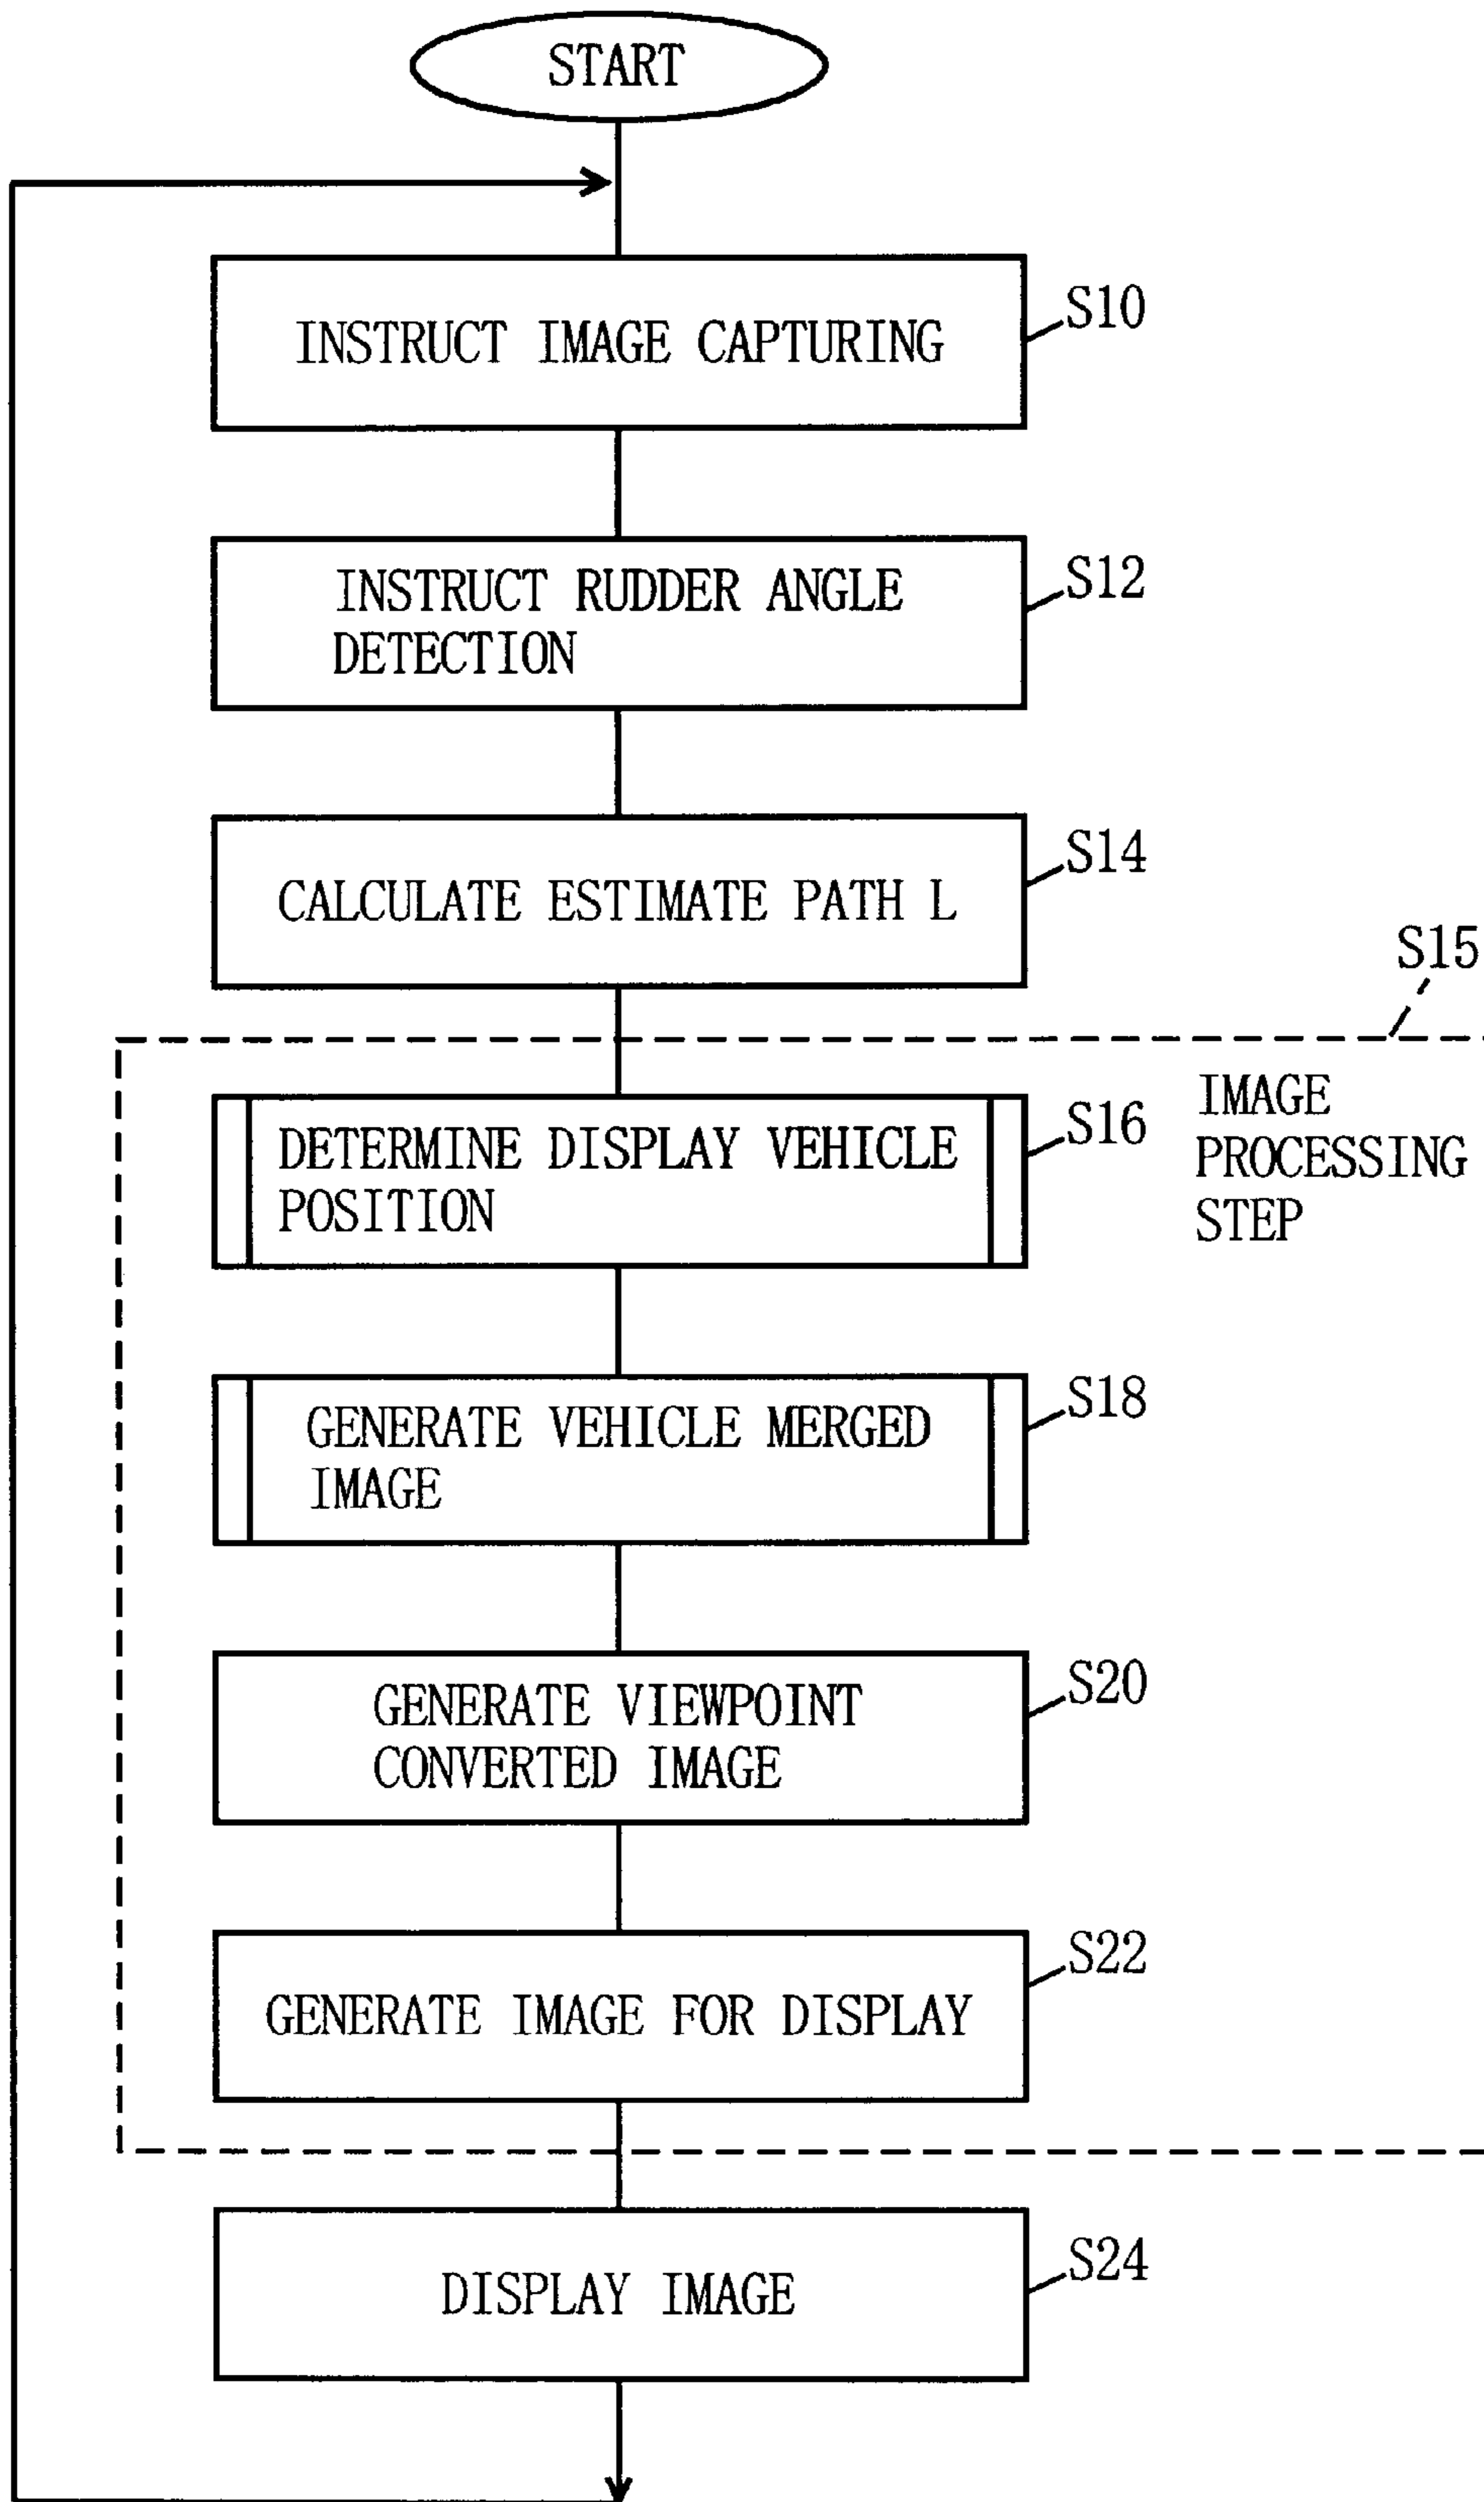 START
INSTRUCT IMAGE CAPTURING
S10
INSTRUCT RUDDER ANGLE
DETECTION
S12
CALCULATE ESTIMATE PATH L
S14
S15
IMAGE
PROCESSING
STEP
DETERMINE DISPLAY VEHICLE
POSITION
S16
GENERATE VEHICLE MERGED
IMAGE
S18
GENERATE VIEWPOINT
CONVERTED IMAGE
S20
GENERATE IMAGE FOR DISPLAY
S22
DISPLAY IMAGE
S24